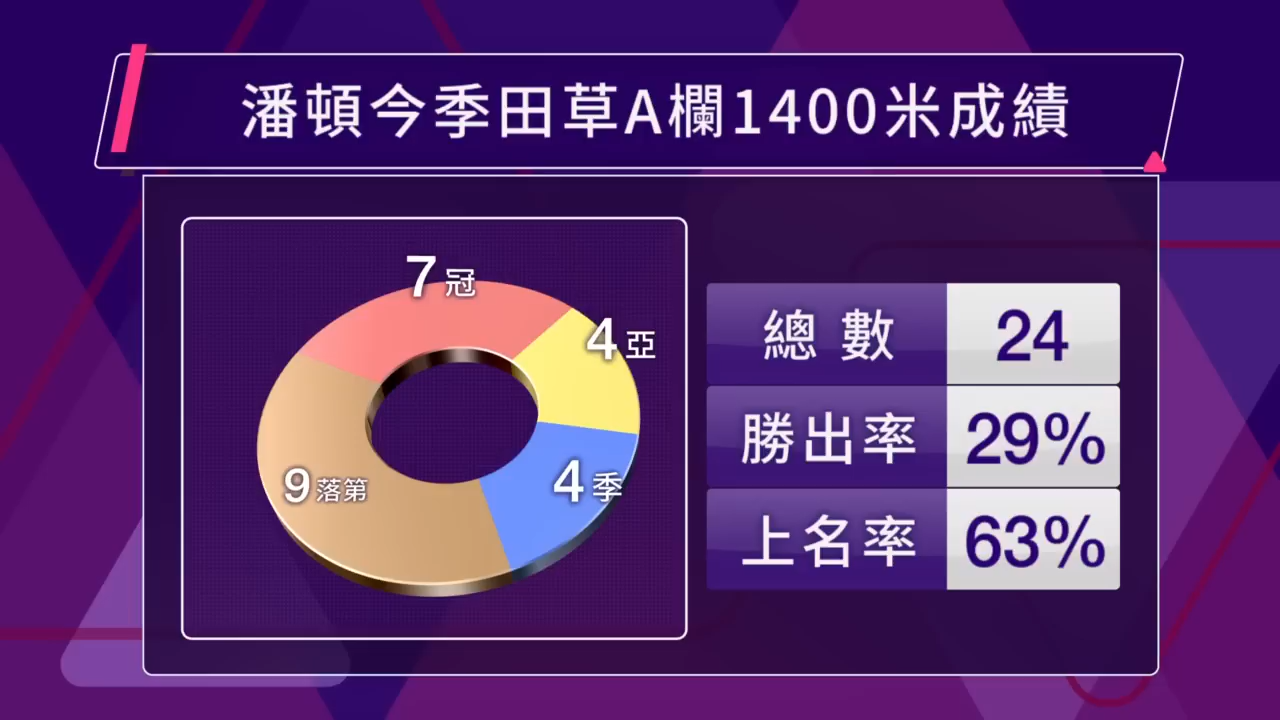 潘頓今季田草A欄1400米成績
7冠
4亞
9落第
4季
總數 24
勝出率 29%
上名率 63%